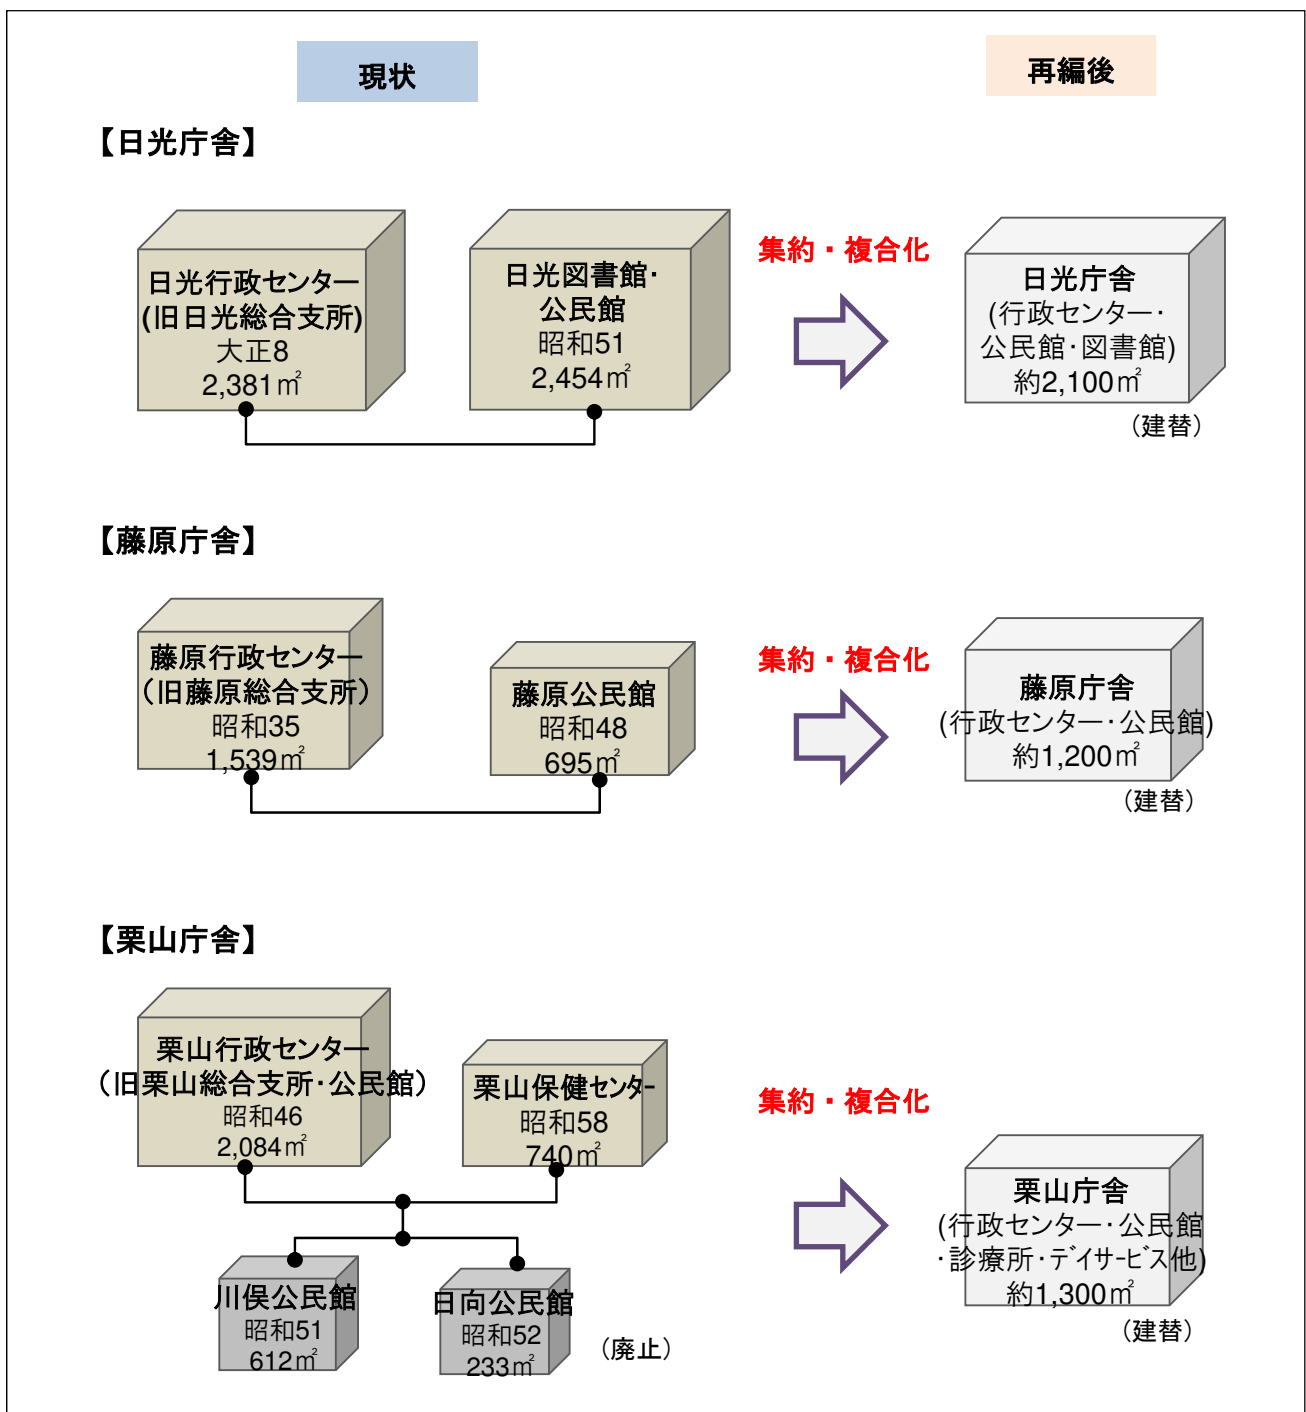 現状
再編後
【日光庁舎】
日光行政センター
(旧日光総合支所)
大正8
2,381㎡
日光図書館・
公民館
昭和51
2,454㎡
集約・複合化
日光庁舎
(行政センター・
公民館・図書館)
約2,100㎡
（建替）
【藤原庁舎】
藤原行政センター
（旧藤原総合支所）
昭和35
1,539㎡
藤原公民館
昭和48
695㎡
集約・複合化
藤原庁舎
(行政センター・公民館)
約1,200㎡
（建替）
【栗山庁舎】
栗山行政センター
（旧栗山総合支所・公民館）
昭和46
2,084㎡
栗山保健センター
昭和58
740㎡
集約・複合化
川俣公民館
昭和51
612㎡
日向公民館
昭和52
233㎡
（廃止）
栗山庁舎
(行政センター・公民館
・診療所・デイサービス他)
約1,300㎡
（建替）